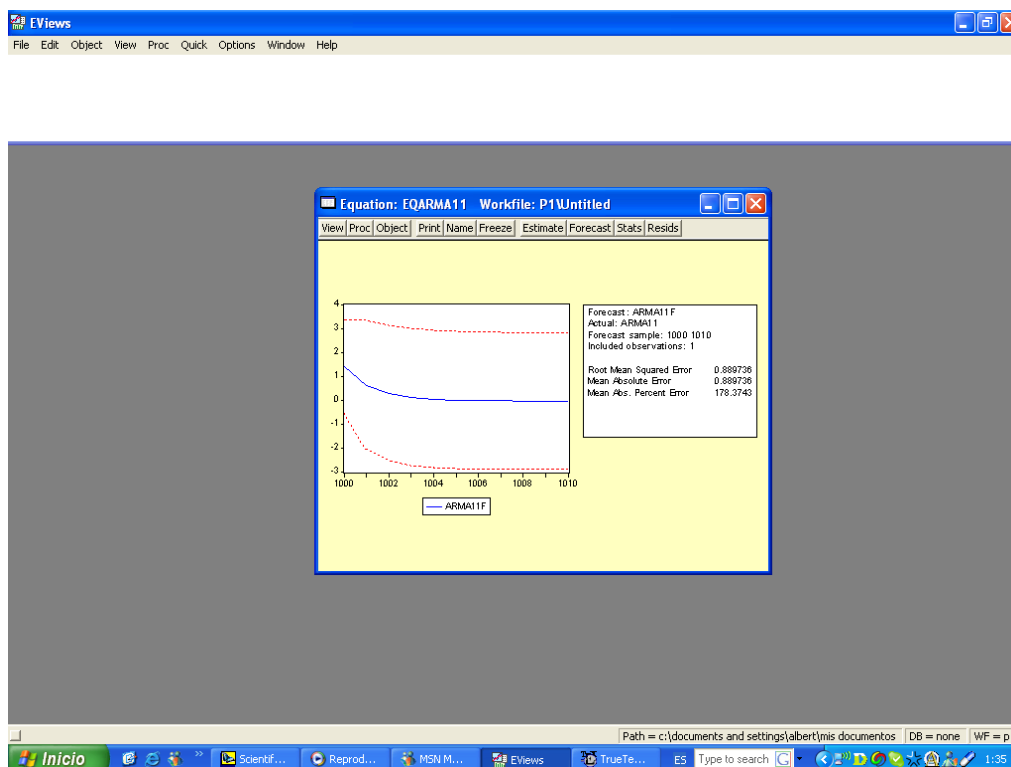 EViews
File Edit Object View Proc Quick Options Window Help
Equation: EQARMA11 Workfile: P1\Untitled
View Proc Object Print Name Freeze Estimate Forecast Stats Resids
4
3
2
1
0
-1
-2
-3
1000 1002 1004 1006 1008 1010
ARMA11F
Forecast: ARMA11F
Actual: ARMA11
Forecast sample: 1000 1010
Included observations: 1
Root Mean Squared Error 0.889736
Mean Absolute Error 0.889736
Mean Abs. Percent Error 178.3743
Path = c:\documents and settings\albert\mis documentos DB = none WF = p
Inicio » Scientif... Reprod... MSN M... EViews TrueTe... ES Type to search 1:35